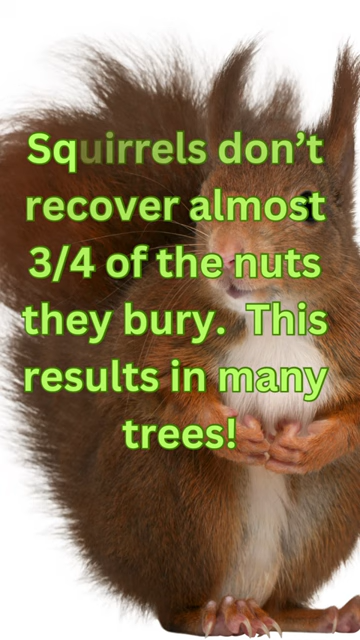 Squirrels don’t
recover almost
3/4 of the nuts
they bury.  This
results in many
trees!